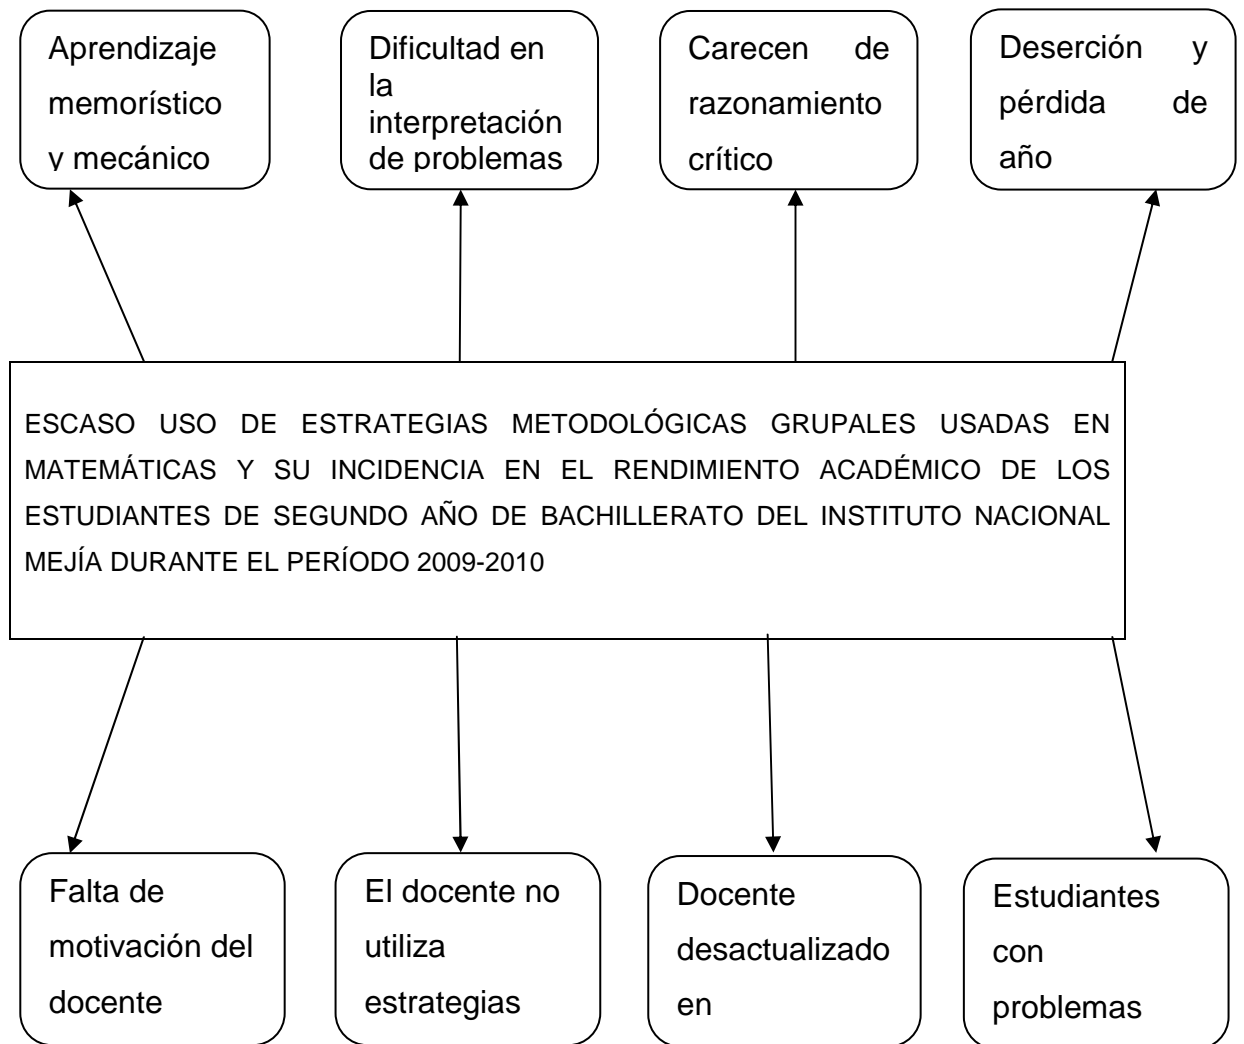 Aprendizaje
memorístico
y mecánico
Dificultad en
la
interpretación
de problemas
Carecen de
razonamiento
crítico
Deserción y
pérdida de
año
ESCASO USO DE ESTRATEGIAS METODOLÓGICAS GRUPALES USADAS EN
MATEMÁTICAS Y SU INCIDENCIA EN EL RENDIMIENTO ACADÉMICO DE LOS
ESTUDIANTES DE SEGUNDO AÑO DE BACHILLERATO DEL INSTITUTO NACIONAL
MEJÍA DURANTE EL PERÍODO 2009-2010
Falta de
motivación del
docente
El docente no
utiliza
estrategias
Docente
desactualizado
en
Estudiantes
con
problemas